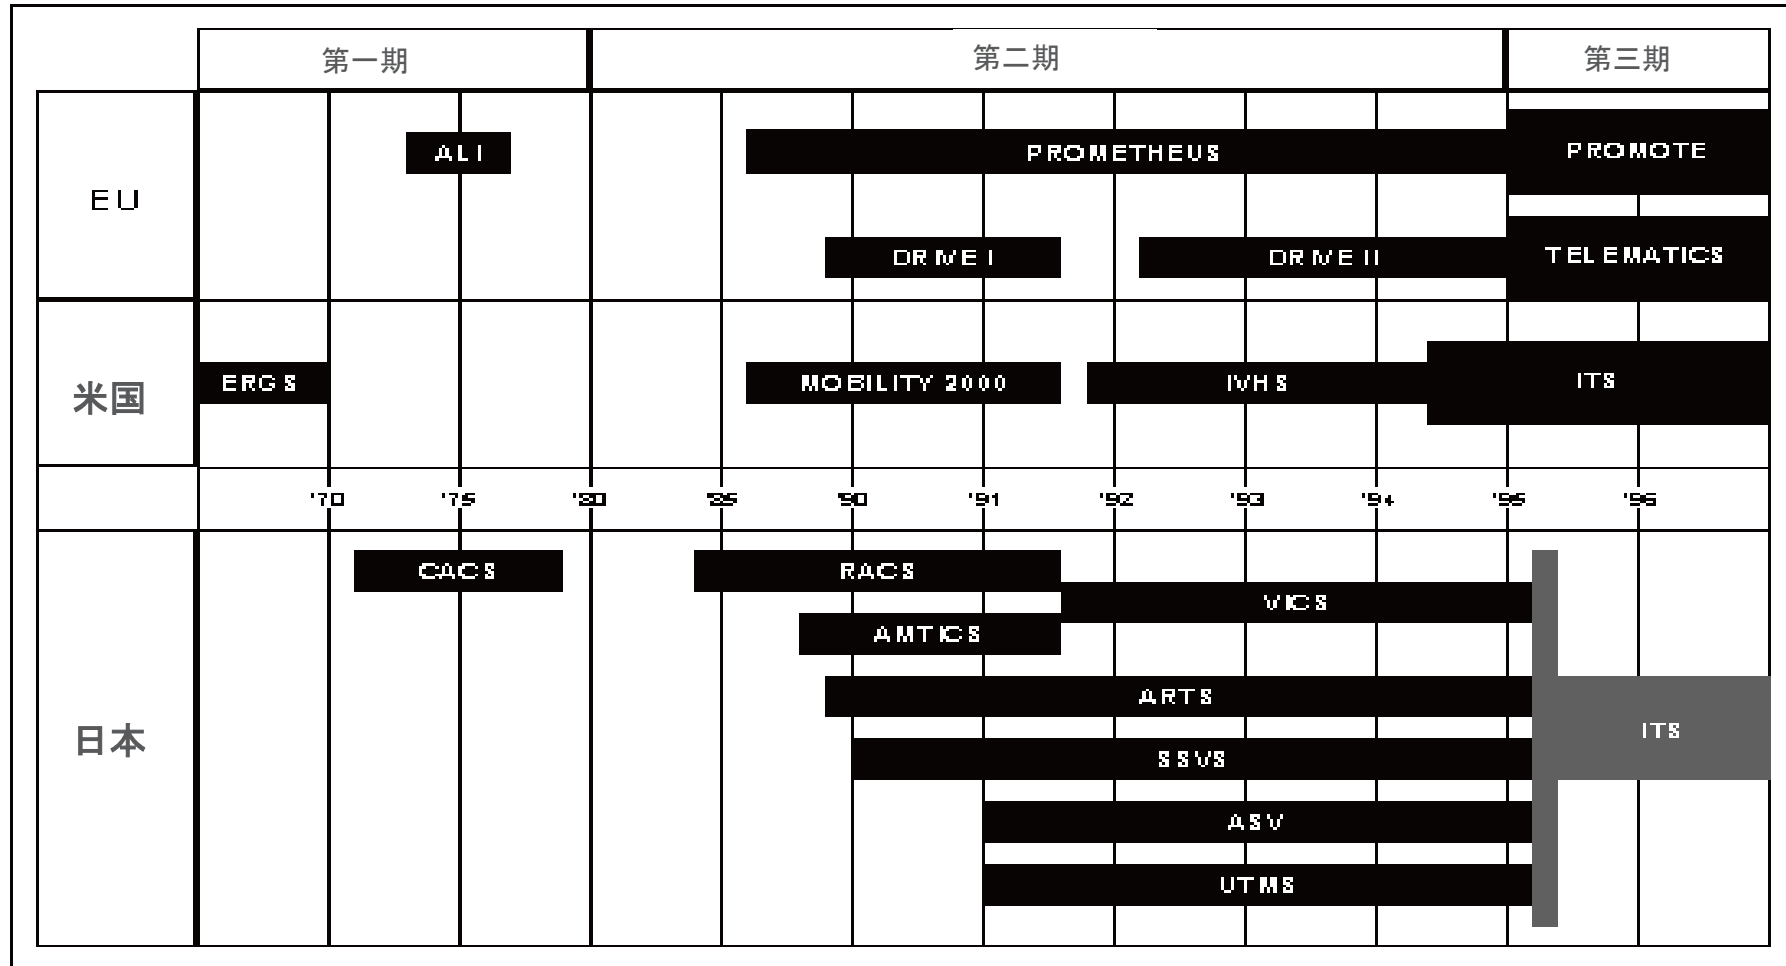 第一期 第二期 第三期
ALI PROMETHEUS PROMOTE
EU
DRIVE I DRIVE II TELEMATICS
米国 ERGS MOBILITY 2000 IVHS ITS
'70 '75 '80 '85 '90 '91 '92 '93 '94 '95 '96
CACS RACS
VICS
AMTICS
ARTS
日本 ITS
SSVS
ASV
UTMS